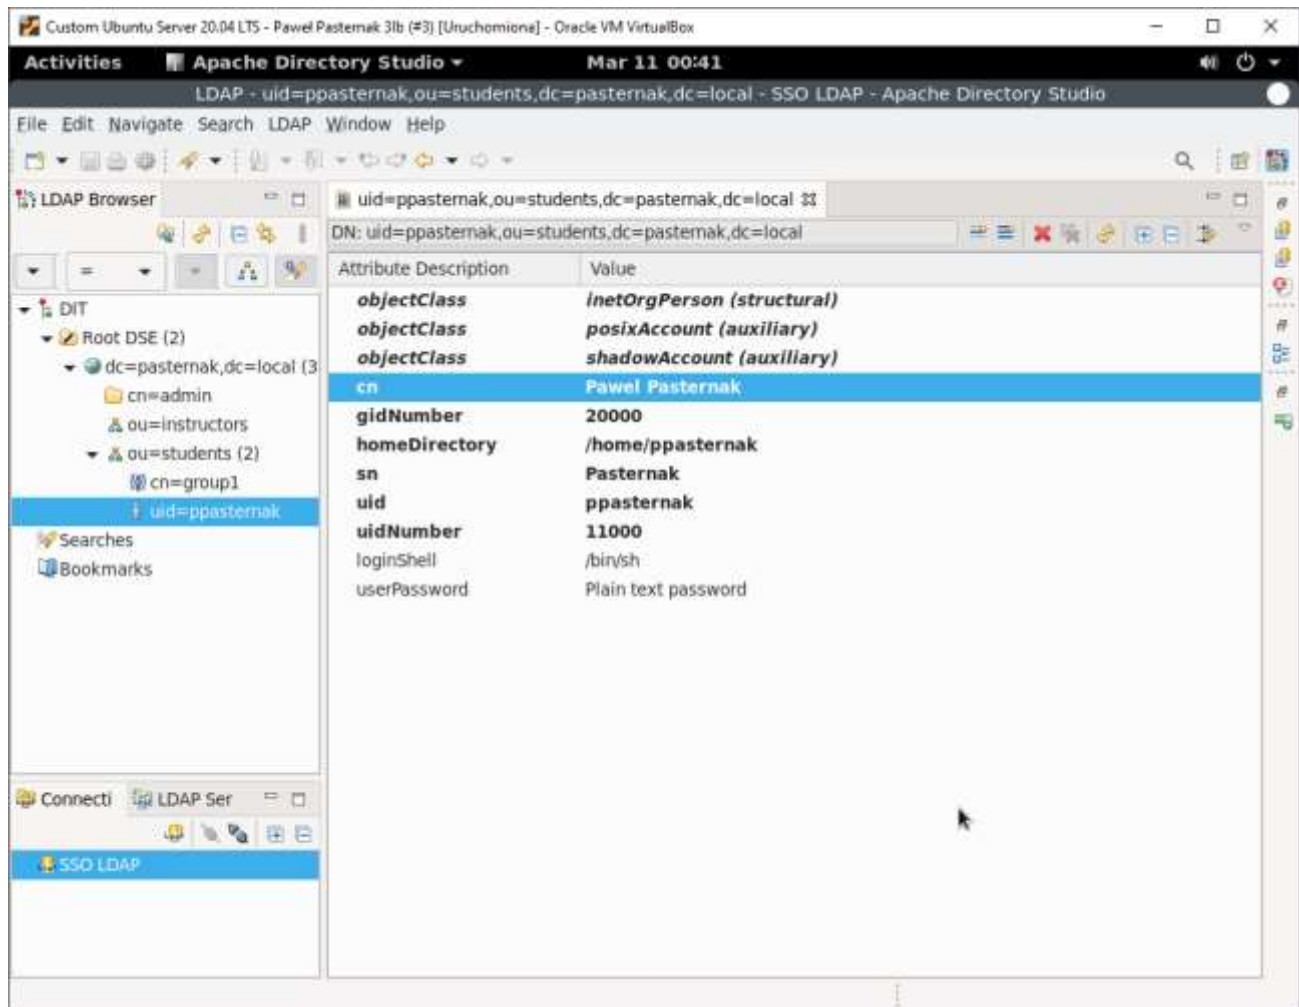 Custom Ubuntu Server 20.04 LTS - Pawel Pasternak 3Ib (#3) [Uruchomiona] - Oracle VM VirtualBox
Activities Apache Directory Studio Mar 11 00:41
LDAP - uid=ppasternak,ou=students,dc=pasternak,dc=local - SSO LDAP - Apache Directory Studio
File Edit Navigate Search LDAP Window Help
LDAP Browser
uid=ppasternak,ou=students,dc=pasternak,dc=local
DN: uid=ppasternak,ou=students,dc=pasternak,dc=local
=
Attribute Description Value
DIT
Root DSE (2)
dc=pasternak,dc=local (3
cn=admin
ou=instructors
ou=students (2)
cn=group1
uid=ppasternak
Searches
Bookmarks
objectClass inetOrgPerson (structural)
objectClass posixAccount (auxiliary)
objectClass shadowAccount (auxiliary)
cn Pawel Pasternak
gidNumber 20000
homeDirectory /home/ppasternak
sn Pasternak
uid ppasternak
uidNumber 11000
loginShell /bin/sh
userPassword Plain text password
Connecti LDAP Ser
SSO LDAP